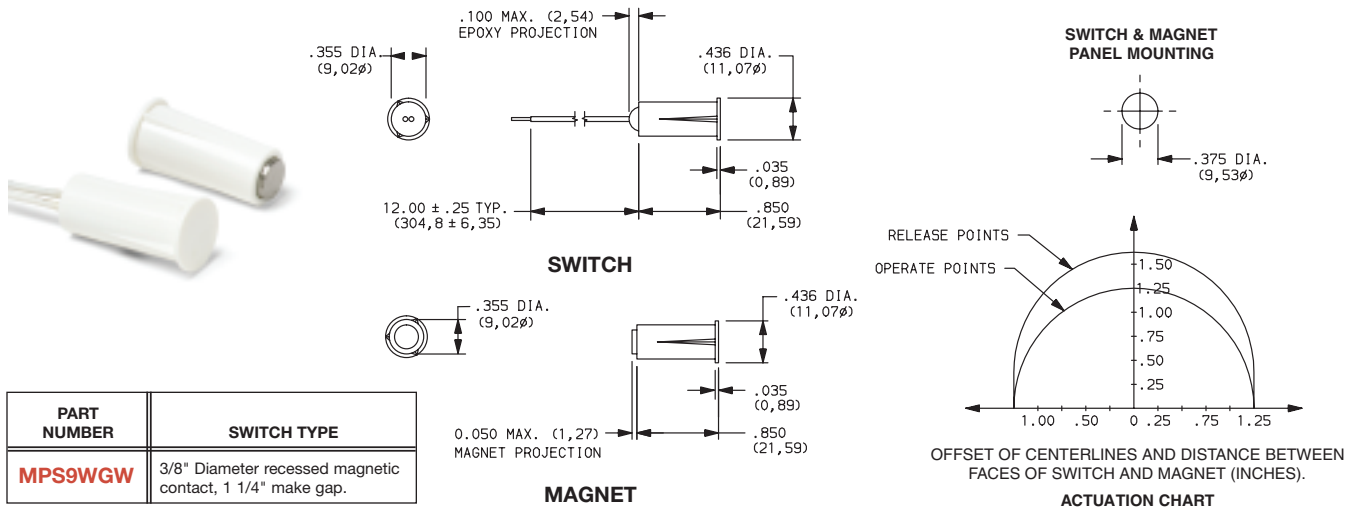 .100 MAX. (2,54)
EPOXY PROJECTION
.355 DIA.
(9,02ø)
.436 DIA.
(11,07ø)
.035
(0,89)
12.00 ± .25 TYP.
(304,8 ± 6,35)
.850
(21,59)
SWITCH
.355 DIA.
(9,02ø)
.436 DIA.
(11,07ø)
.035
(0,89)
0.050 MAX. (1,27)
MAGNET PROJECTION
.850
(21,59)
MAGNET
PART
NUMBER
SWITCH TYPE
MPS9WGW
3/8" Diameter recessed magnetic
contact, 1 1/4" make gap.
SWITCH & MAGNET
PANEL MOUNTING
.375 DIA.
(9,53ø)
RELEASE POINTS
OPERATE POINTS
1.50
1.25
1.00
.75
.50
.25
1.00 .50 0 .25 .75 1.25
OFFSET OF CENTERLINES AND DISTANCE BETWEEN
FACES OF SWITCH AND MAGNET (INCHES).
ACTUATION CHART